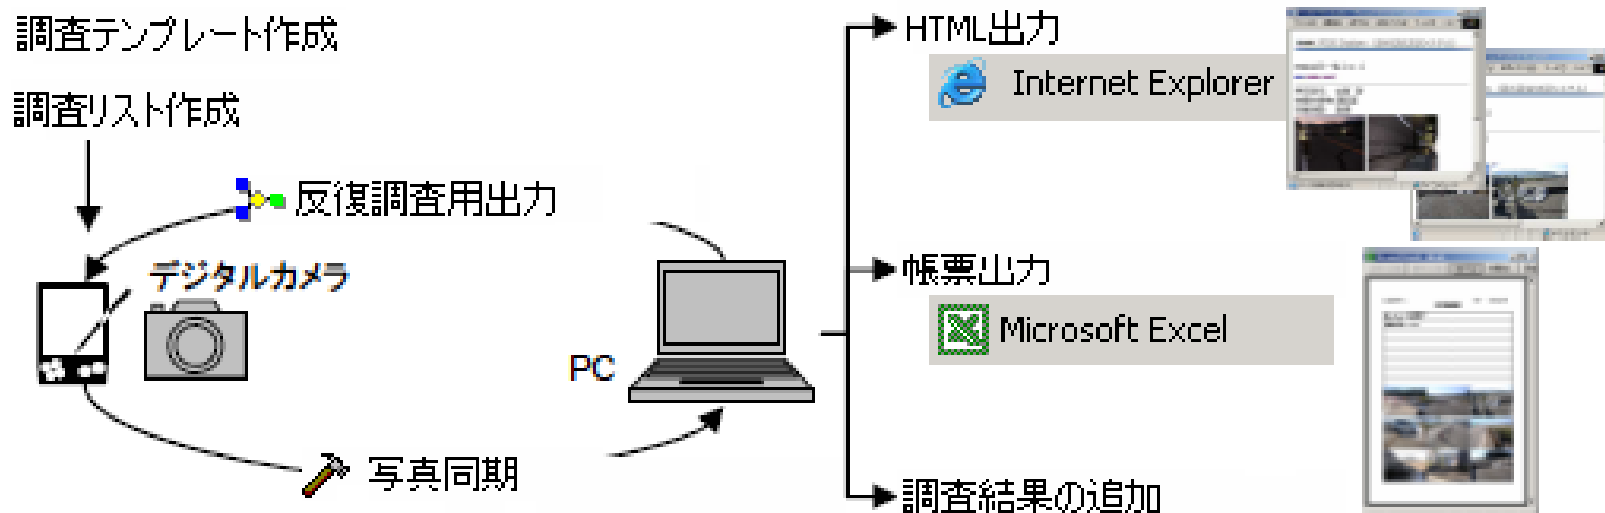 調査テンプレート作成
調査リスト作成
反復調査用出力
デジタルカメラ
PC
写真同期
HTML出力
Internet Explorer
帳票出力
Microsoft Excel
調査結果の追加